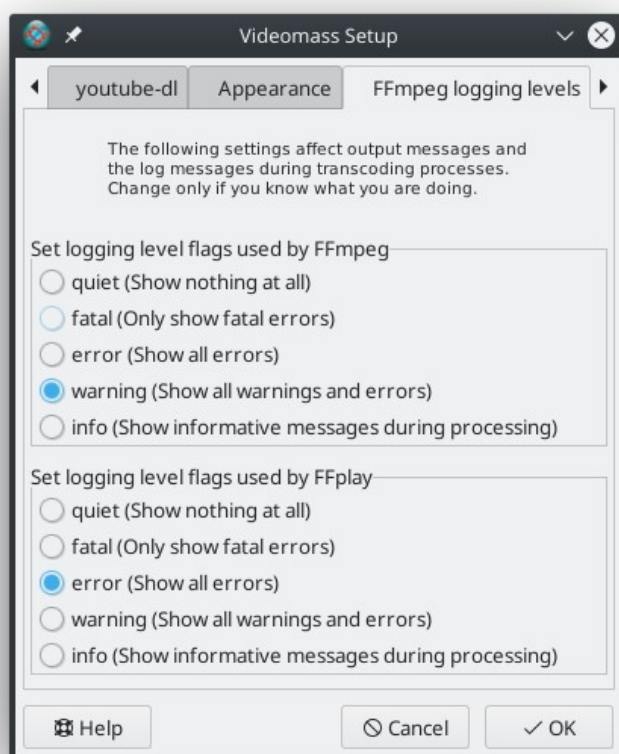 Videomass Setup
youtube-dl
Appearance
FFmpeg logging levels
The following settings affect output messages and
the log messages during transcoding processes.
Change only if you know what you are doing.
Set logging level flags used by FFmpeg
quiet (Show nothing at all)
fatal (Only show fatal errors)
error (Show all errors)
warning (Show all warnings and errors)
info (Show informative messages during processing)
Set logging level flags used by FFplay
quiet (Show nothing at all)
fatal (Only show fatal errors)
error (Show all errors)
warning (Show all warnings and errors)
info (Show informative messages during processing)
Help
Cancel
OK